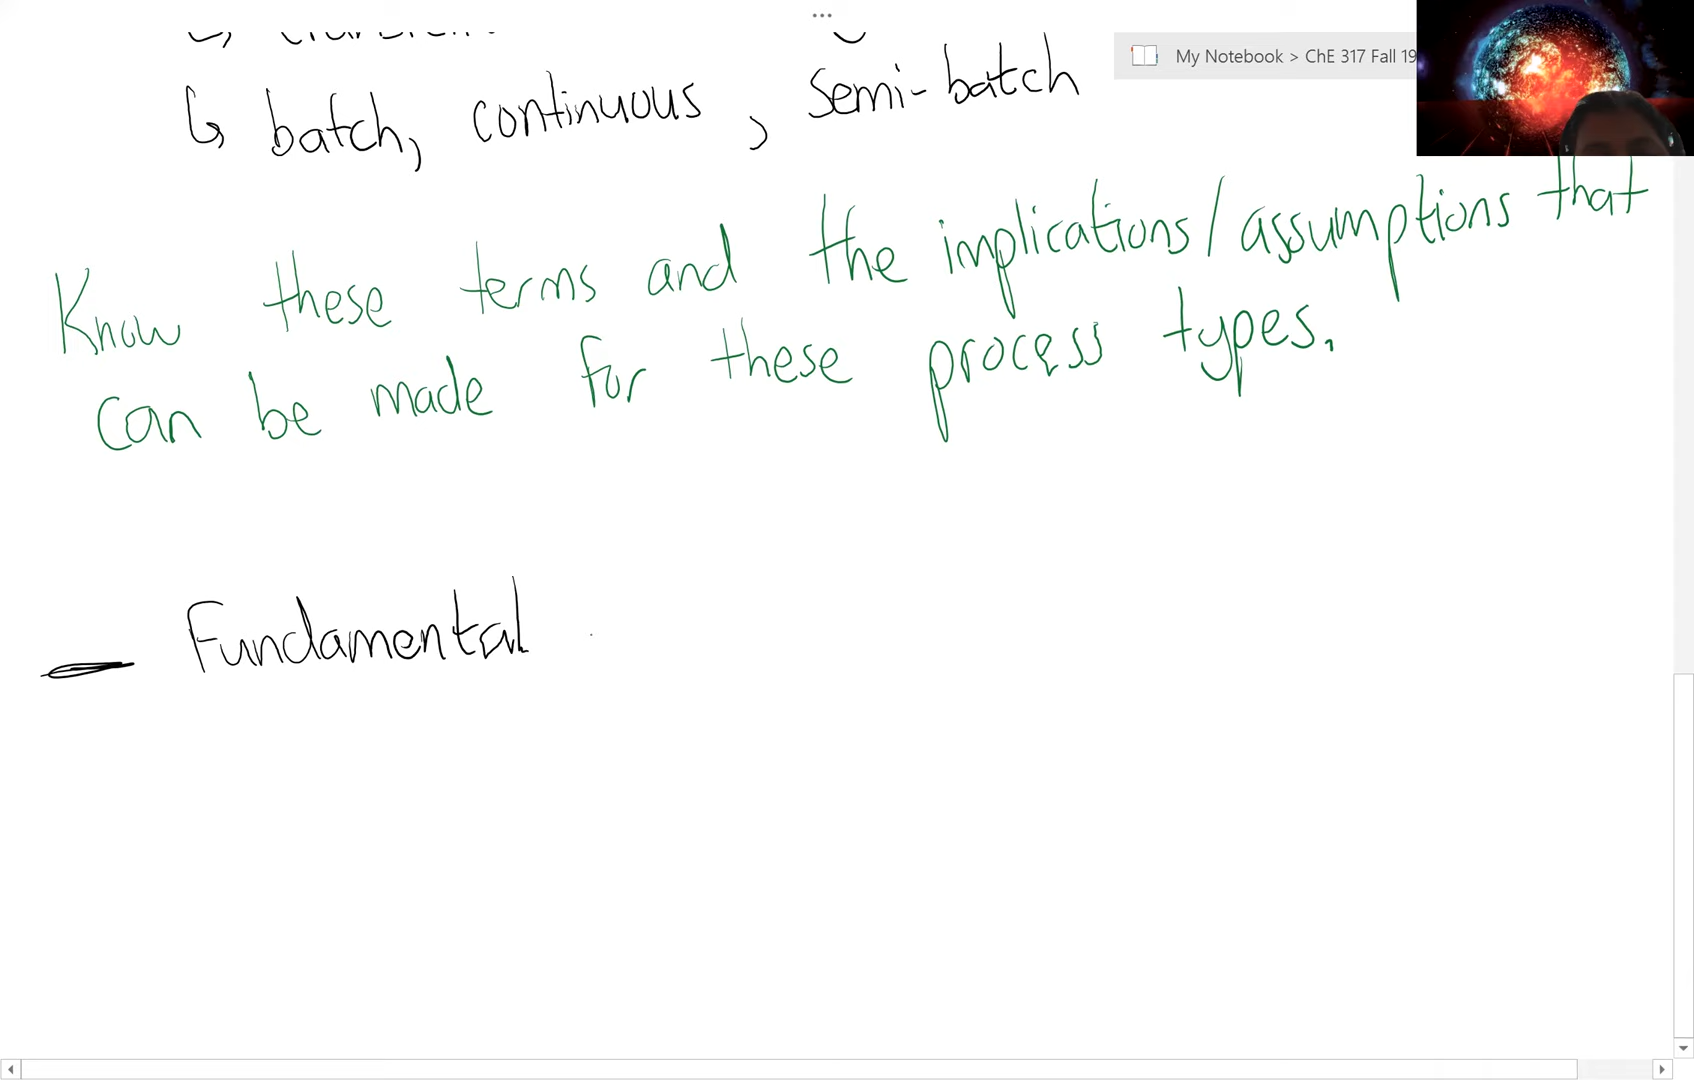 My Notebook > ChE 317 Fall 19
↳ batch, continuous, Semi-batch
Know these terms and the implications/assumptions that
can be made for these process types.
— Fundamental